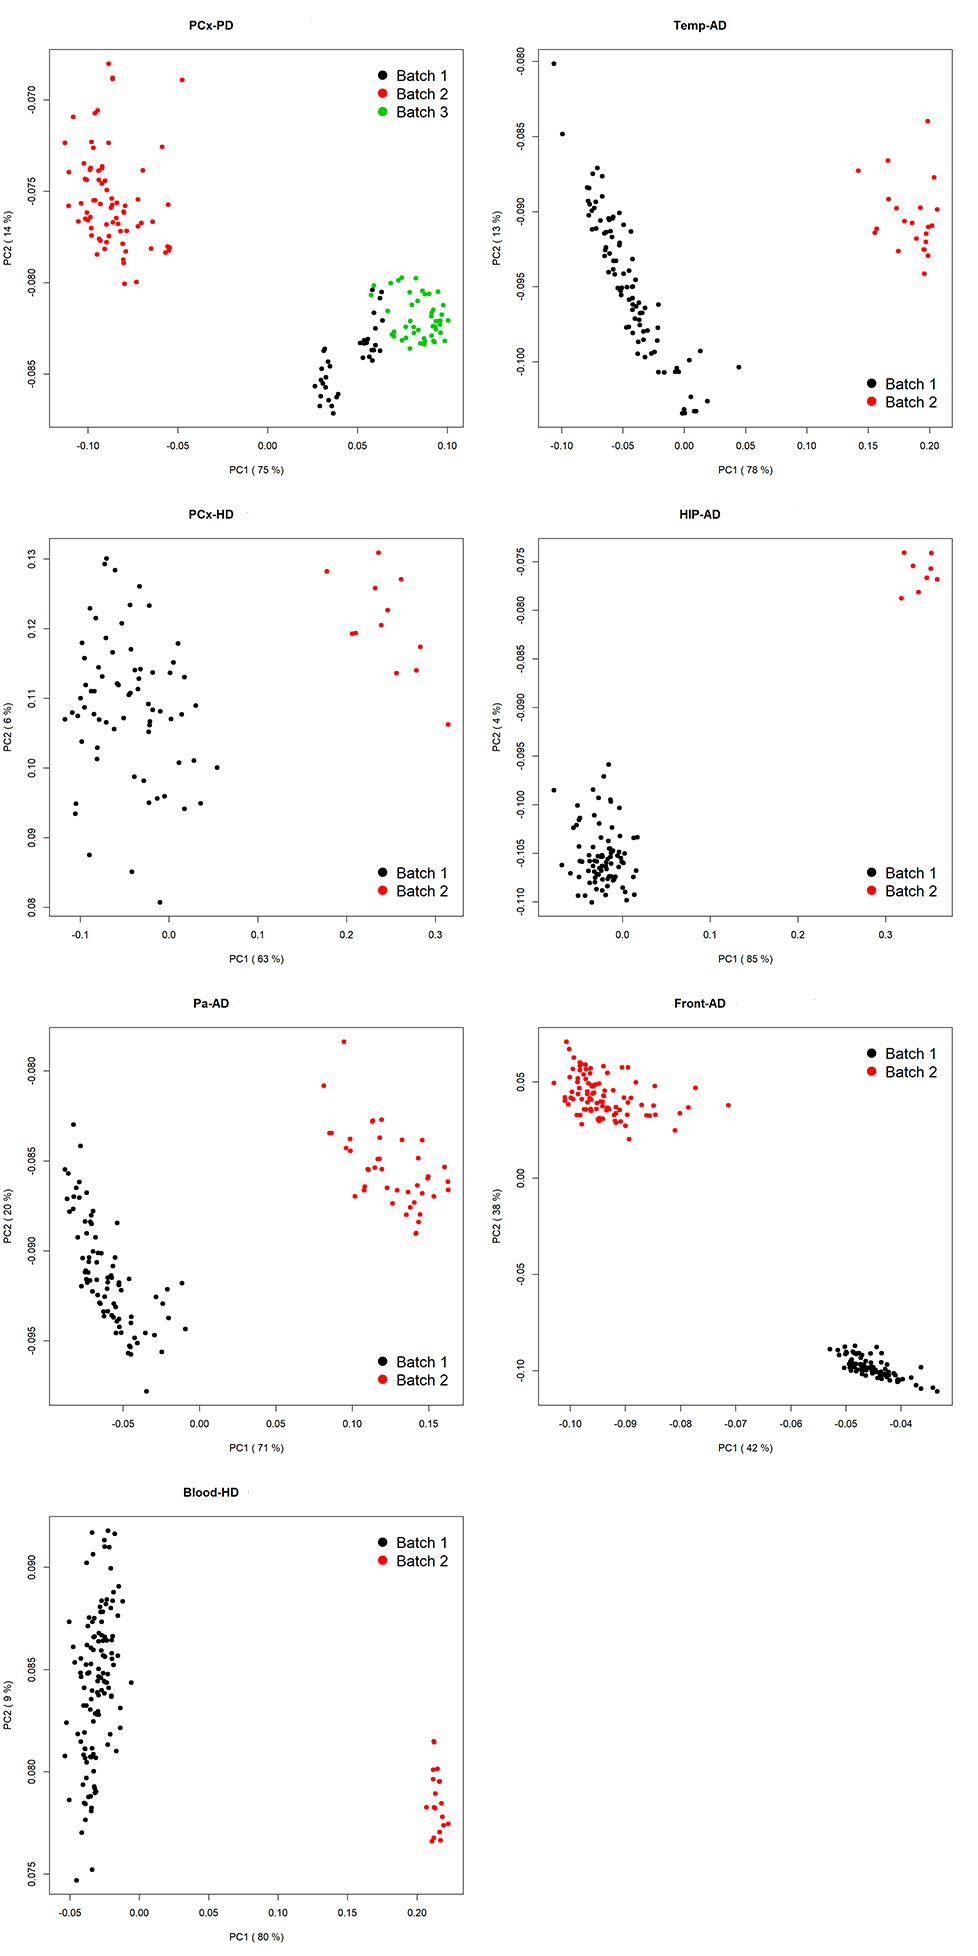 PCx-PD
Batch 1
Batch 2
Batch 3
-0.070
-0.075
-0.080
-0.085
PC2 ( 14 %)
-0.10 -0.05 0.00 0.05 0.10
PC1 ( 75 %)
Temp-AD
-0.080
-0.085
-0.090
-0.095
-0.100
PC2 ( 13 %)
Batch 1
Batch 2
-0.10 -0.05 0.00 0.05 0.10 0.15 0.20
PC1 ( 78 %)
PCx-HD
0.13
0.12
0.11
0.10
0.09
0.08
PC2 ( 6 %)
Batch 1
Batch 2
-0.1 0.0 0.1 0.2 0.3
PC1 ( 63 %)
HIP-AD
-0.075
-0.080
-0.085
-0.090
-0.095
-0.100
-0.105
-0.110
PC2 ( 4 %)
Batch 1
Batch 2
0.0 0.1 0.2 0.3
PC1 ( 85 %)
Pa-AD
-0.080
-0.085
-0.090
-0.095
PC2 ( 20 %)
Batch 1
Batch 2
-0.05 0.00 0.05 0.10 0.15
PC1 ( 71 %)
Front-AD
Batch 1
Batch 2
0.05
0.00
-0.05
-0.10
PC2 ( 38 %)
-0.10 -0.09 -0.08 -0.07 -0.06 -0.05 -0.04
PC1 ( 42 %)
Blood-HD
Batch 1
Batch 2
0.090
0.085
0.080
0.075
PC2 ( 9 %)
-0.05 0.00 0.05 0.10 0.15 0.20
PC1 ( 80 %)